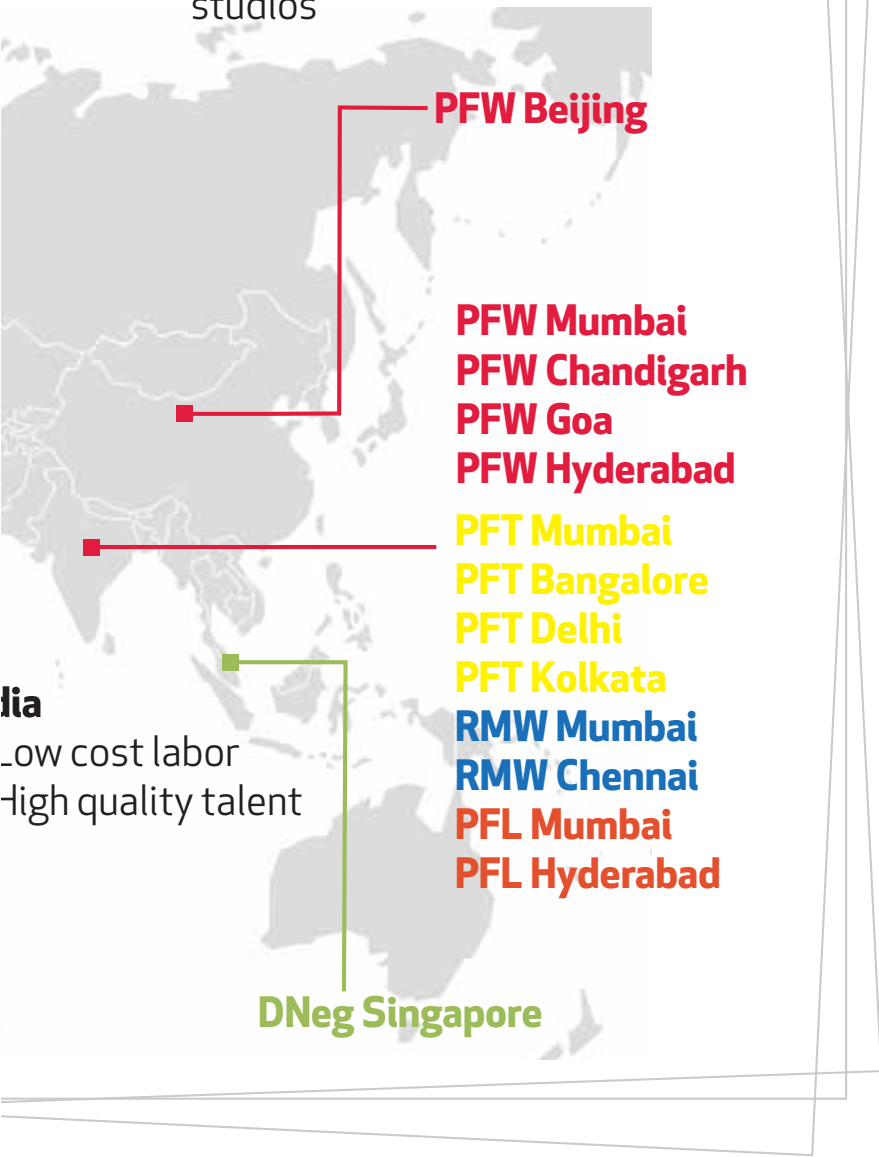 studios
PFW Beijing
PFW Mumbai
PFW Chandigarh
PFW Goa
PFW Hyderabad
PFT Mumbai
PFT Bangalore
PFT Delhi
PFT Kolkata
RMW Mumbai
RMW Chennai
PFL Mumbai
PFL Hyderabad
dia
Low cost labor
High quality talent
DNeg Singapore